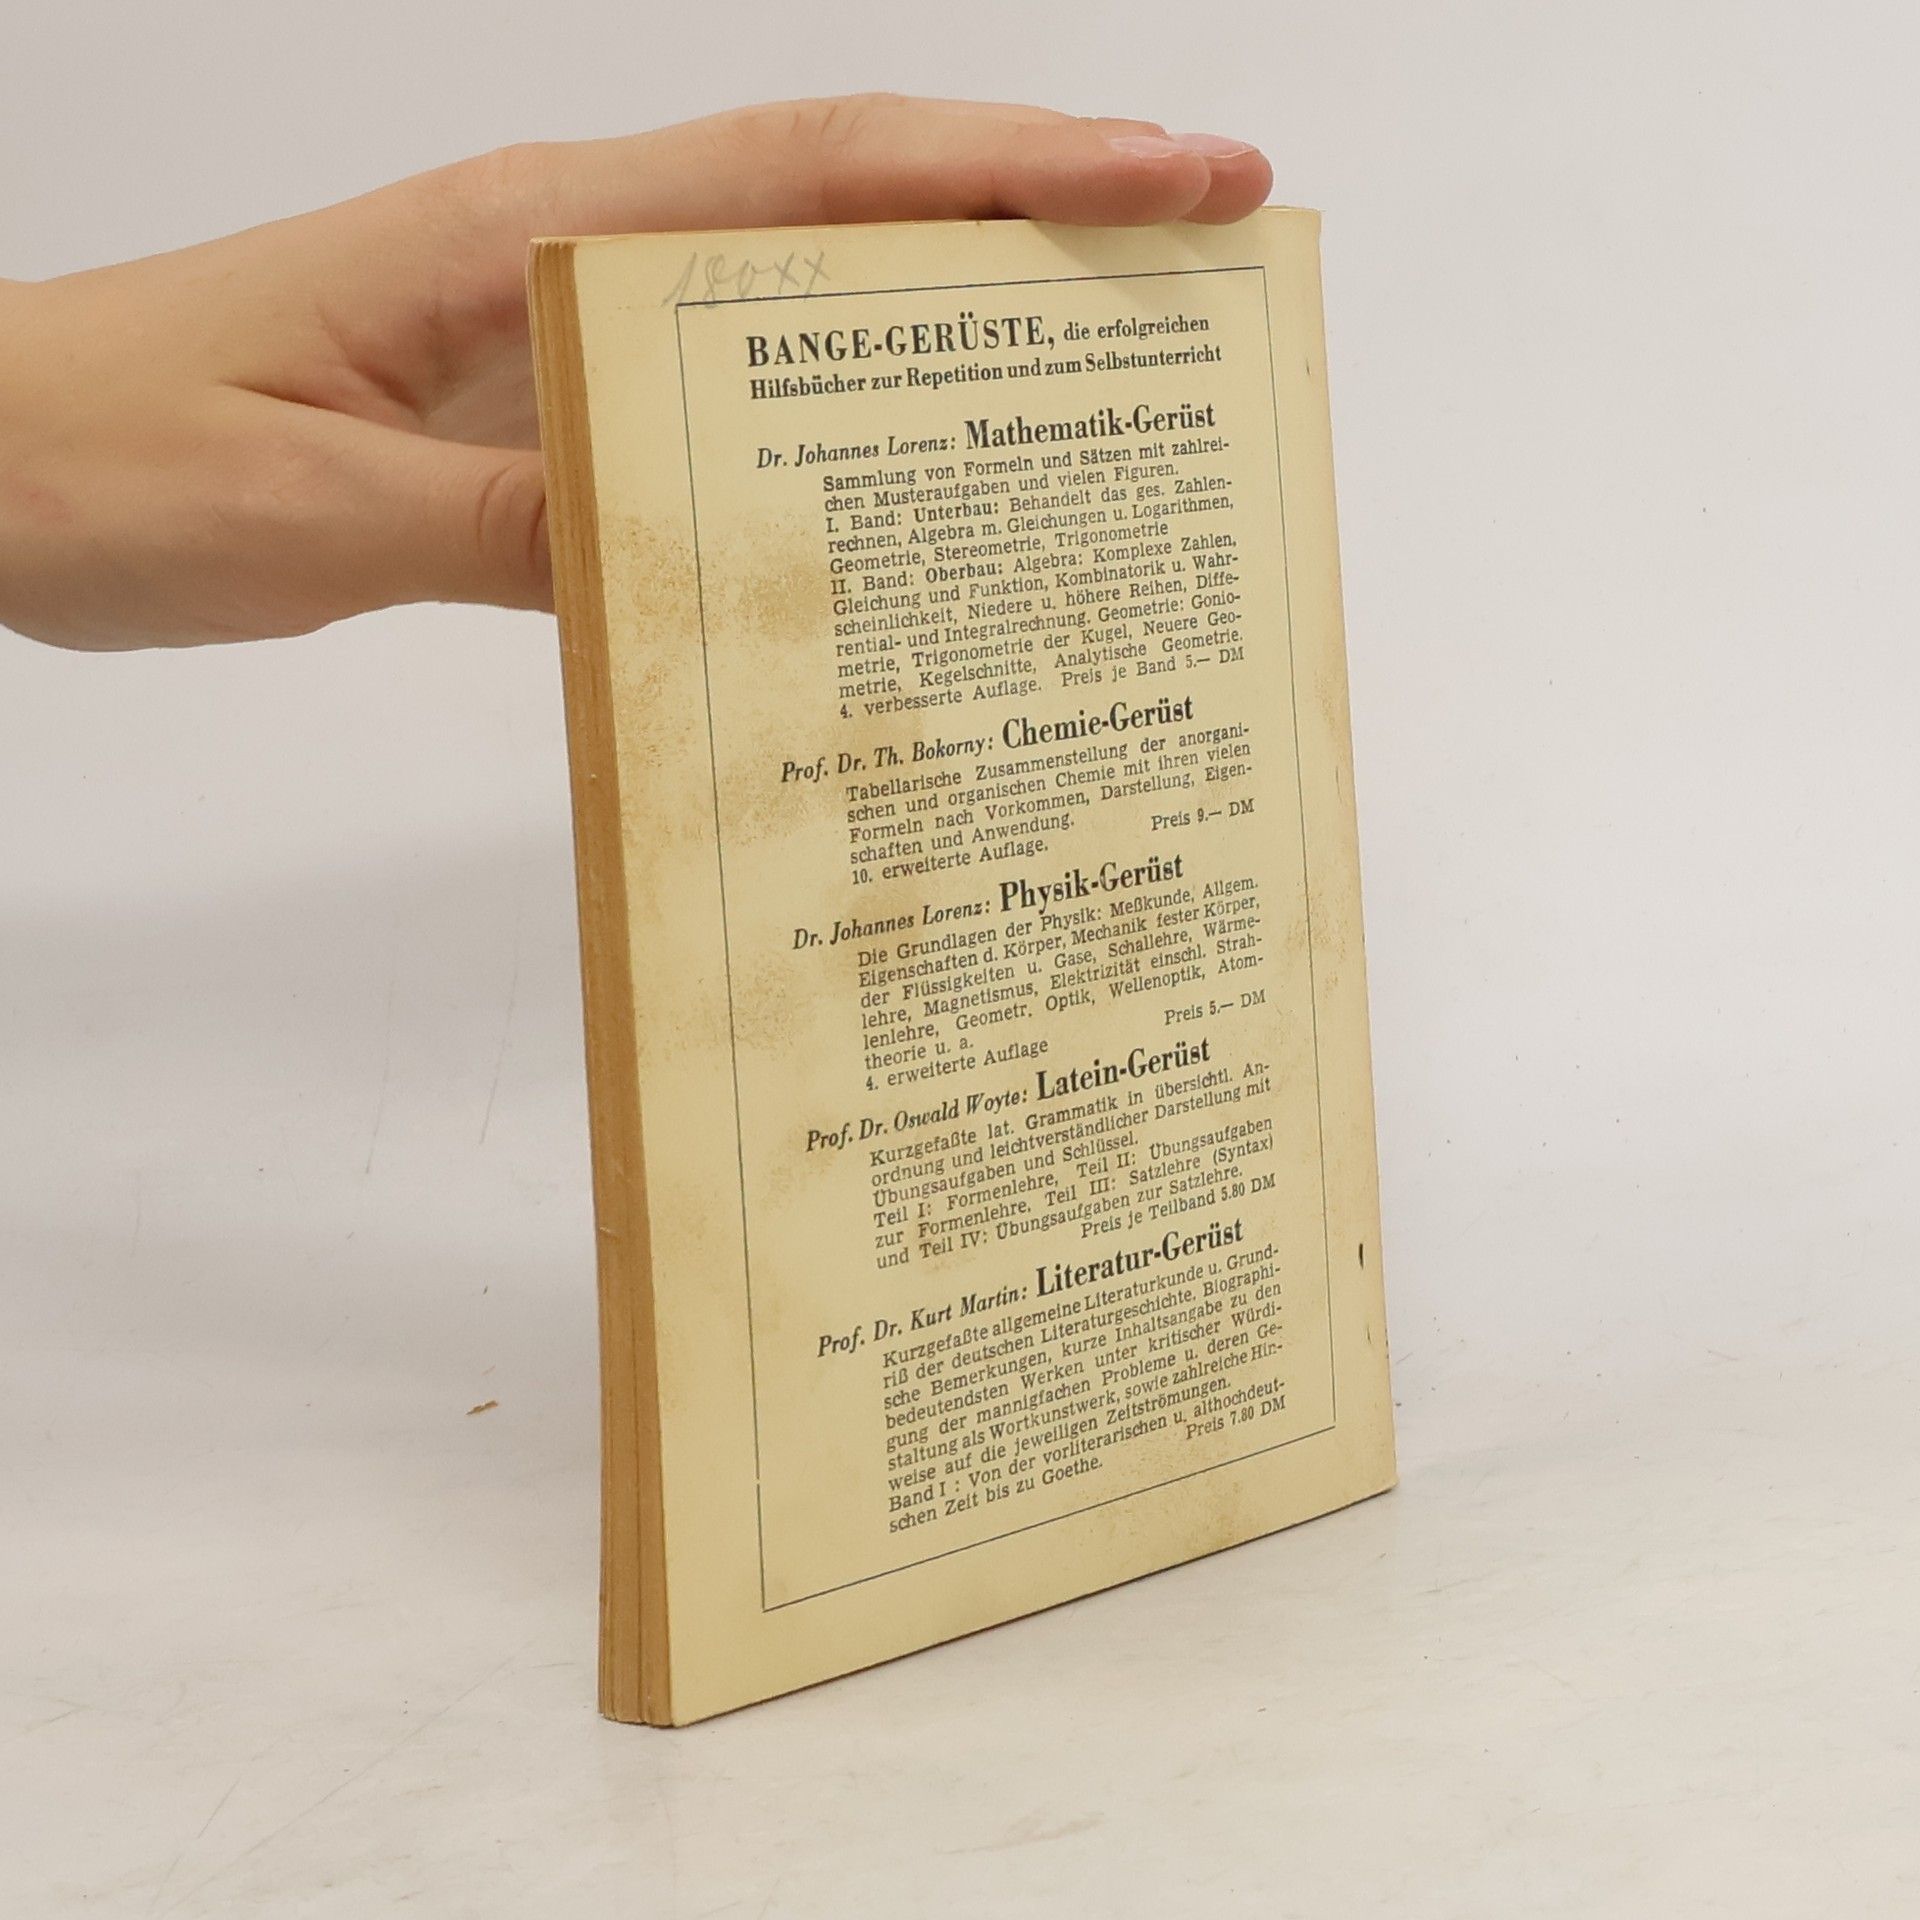 180xx
BANGE-GERÜSTE, die erfolgreichen
Hilfsbücher zur Repetition und zum Selbstunterricht
Dr. Johannes Lorenz: Mathematik-Gerüst
Sammlung von Formeln und Sätzen mit zahlrei-
chen Musteraufgaben und vielen Figuren.
I. Band: Unterbau: Behandelt das ges. Zahlen-
rechnen, Algebra m. Gleichungen u. Logarithmen,
Geometrie, Stereometrie, Trigonometrie
II. Band: Oberbau: Algebra: Komplexe Zahlen,
Gleichung und Funktion, Kombinatorik u. Wahr-
scheinlichkeit, Niedere u. höhere Reihen, Diffe-
rential- und Integralrechnung. Geometrie: Gonio-
metrie, Trigonometrie der Kugel, Neuere Geo-
metrie, Kegelschnitte, Analytische Geometrie.
4. verbesserte Auflage. Preis je Band 5.— DM
Prof. Dr. Th. Bokorny: Chemie-Gerüst
Tabellarische Zusammenstellung der anorgani-
schen und organischen Chemie mit ihren vielen
Formeln nach Vorkommen, Darstellung, Eigen-
schaften und Anwendung.
10. erweiterte Auflage. Preis 9.— DM
Dr. Johannes Lorenz: Physik-Gerüst
Die Grundlagen der Physik: Meßkunde, Allgem.
Eigenschaften d. Körper, Mechanik fester Körper,
der Flüssigkeiten u. Gase, Schallehre, Wärme-
lehre, Magnetismus, Elektrizität einschl. Strah-
lenlehre, Geometr. Optik, Wellenoptik, Atom-
theorie u. a.
4. erweiterte Auflage Preis 5.— DM
Prof. Dr. Oswald Woyte: Latein-Gerüst
Kurzgefaßte lat. Grammatik in übersichtl. An-
ordnung und leichtverständlicher Darstellung mit
Übungsaufgaben und Schlüssel.
Teil I: Formenlehre, Teil II: Übungsaufgaben
zur Formenlehre, Teil III: Satzlehre (Syntax)
und Teil IV: Übungsaufgaben zur Satzlehre.
Preis je Teilband 5.80 DM
Prof. Dr. Kurt Martin: Literatur-Gerüst
Kurzgefaßte allgemeine Literaturkunde u. Grund-
riß der deutschen Literaturgeschichte. Biographi-
sche Bemerkungen, kurze Inhaltsangabe zu den
bedeutendsten Werken unter kritischer Würdi-
gung der mannigfachen Probleme u. deren Ge-
staltung als Wortkunstwerk, sowie zahlreiche Hin-
weise auf die jeweiligen Zeitströmungen.
Band I : Von der vorliterarischen u. althochdeut-
schen Zeit bis zu Goethe. Preis 7.80 DM